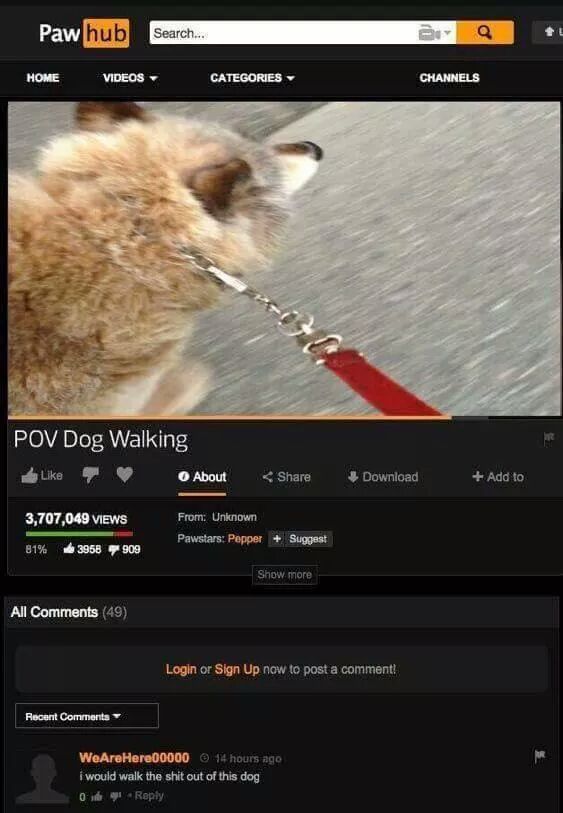 Paw hub Search...
HOME VIDEOS CATEGORIES CHANNELS
POV Dog Walking
Like About Share Download + Add to
3,707,049 VIEWS From: Unknown
81% 3958 909 Pawstars: Pepper + Suggest
Show more
All Comments (49)
Login or Sign Up now to post a comment!
Recent Comments
WeAreHere00000 14 hours ago
i would walk the shit out of this dog
0 • Reply